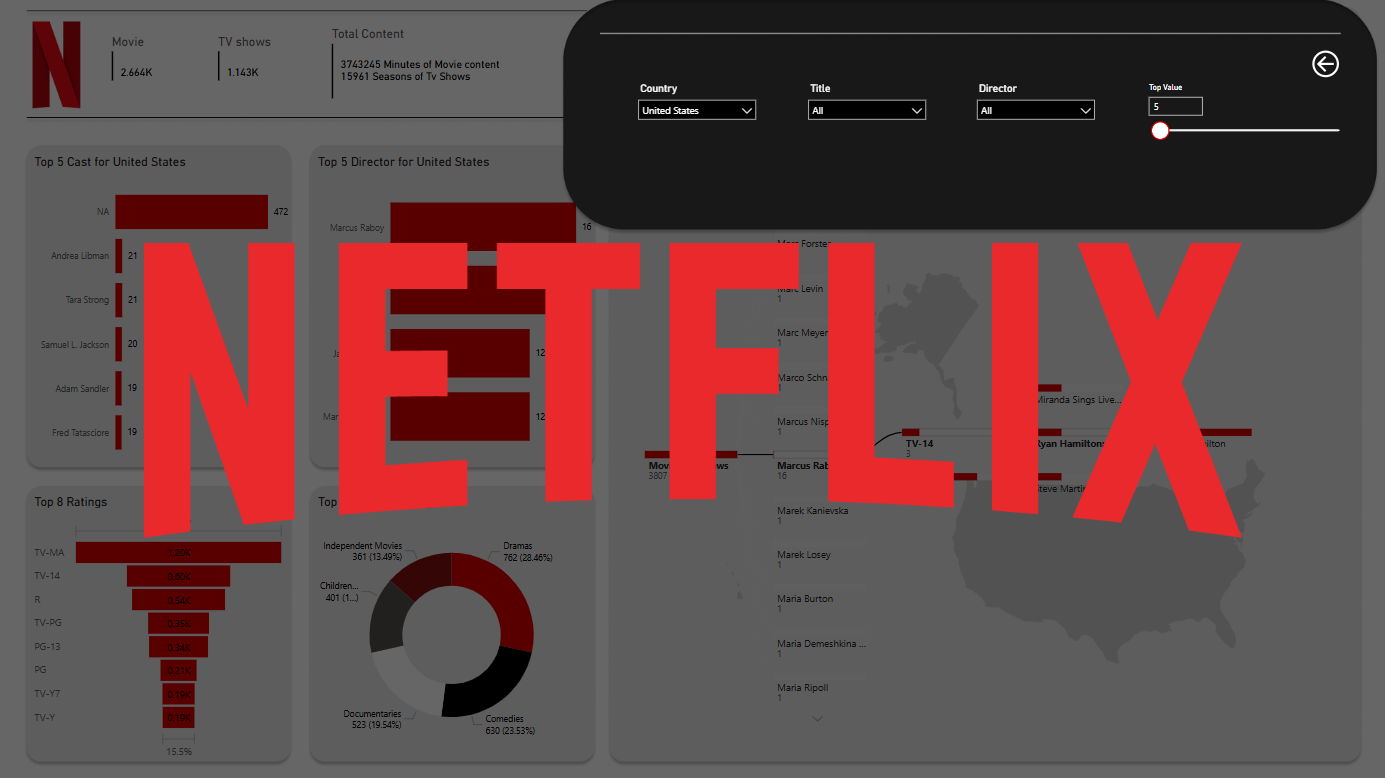 Movie
2.664K
TV shows
1.143K
Total Content
3743245 Minutes of Movie content
15961 Seasons of Tv Shows
Country
United States
Title
All
Director
All
Top Value
5
Top 5 Cast for United States
NA
472
Andrea Libman
21
Tara Strong
21
Samuel L. Jackson
20
Adam Sandler
19
Fred Tatasciore
19
Top 5 Director for United States
Marcus Raboy
16
12
12
NETFLIX
Marc Forster
Marc Levin
1
Marc Meyer
1
Marco
1
Marcus
1
3807
Marcus
16
Marek Kanievska
1
Marek Losey
1
Maria Burton
1
Maria Demeshkina ...
1
Maria Ripoll
1
TV-14
3
Miranda Sings Live...
Ryan Hamilton:
Steve
Top 8 Ratings
TV-MA
1.20K
TV-14
0.60K
R
0.54K
TV-PG
0.35K
PG-13
0.34K
PG
0.21K
TV-Y7
0.19K
TV-Y
0.19K
15.5%
Top
Independent Movies
361 (13.49%)
Dramas
762 (28.46%)
Children...
401 (1...)
Documentaries
523 (19.54%)
Comedies
630 (23.53%)